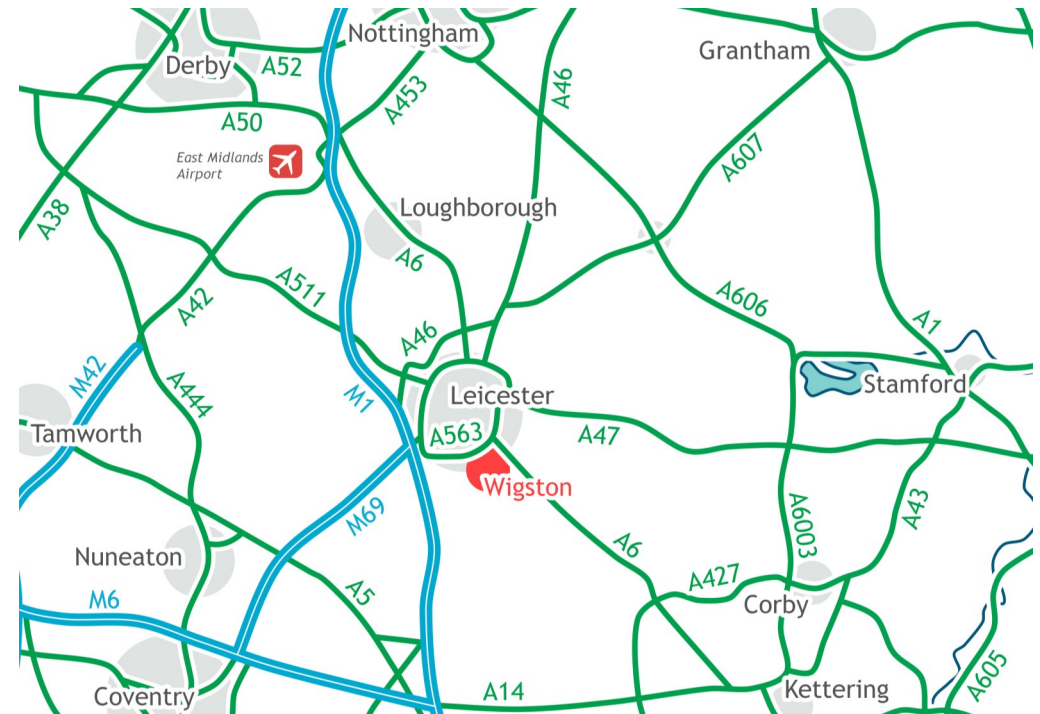 Nottingham
Grantham
Derby
A52
A453
A46
A50
East Midlands
Airport
A607
A38
Loughborough
A6
A511
A42
A606
A46
A1
M42
A444
M1
Leicester
Stamford
Tamworth
A563
A47
Wigston
M69
A6003
A43
Nuneaton
A6
A427
M6
A5
Corby
A605
Coventry
A14
Kettering